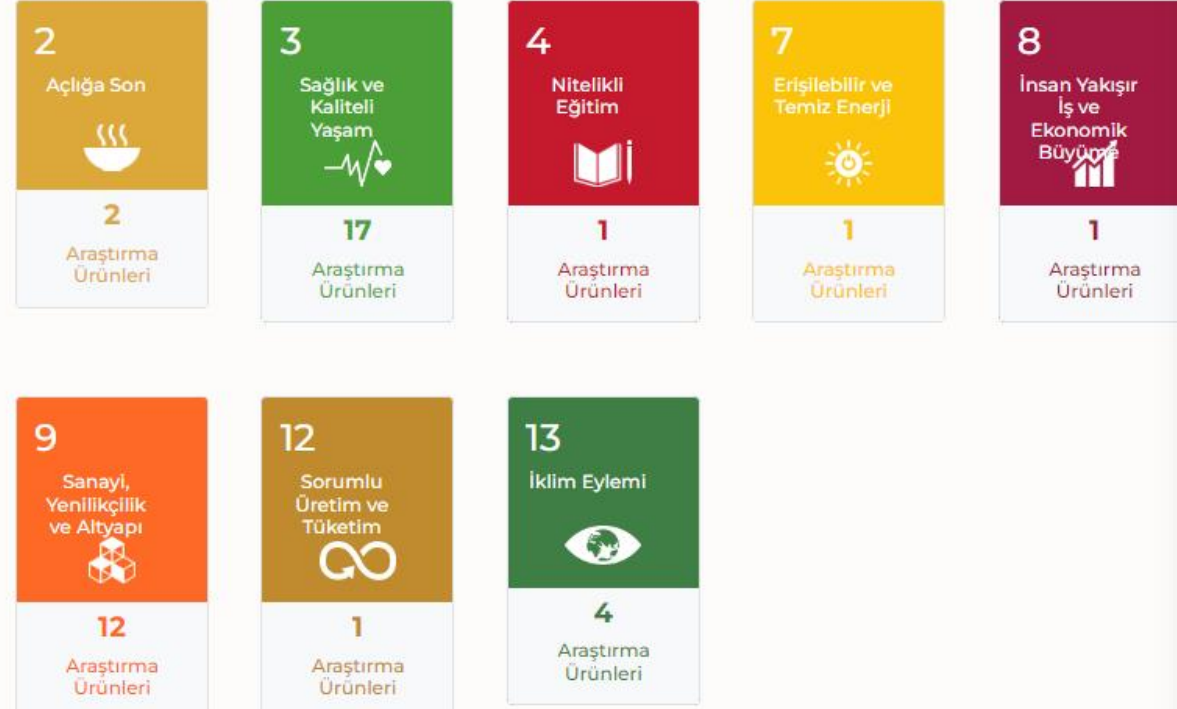 2
Açlığa Son
2
Araştırma
Ürünleri
3
Sağlık ve
Kaliteli
Yaşam
17
Araştırma
Ürünleri
4
Nitelikli
Eğitim
1
Araştırma
Ürünleri
7
Erişilebilir ve
Temiz Enerji
1
Araştırma
Ürünleri
8
İnsan Yakışır
İş ve
Ekonomik
Büyüme
1
Araştırma
Ürünleri
9
Sanayi,
Yenilikçilik
ve Altyapı
12
Araştırma
Ürünleri
12
Sorumlu
Üretim ve
Tüketim
1
Araştırma
Ürünleri
13
İklim Eylemi
4
Araştırma
Ürünleri